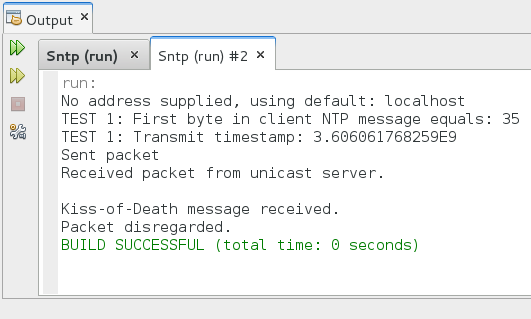 Output
Sntp (run)
Sntp (run) #2
run:
No address supplied, using default: localhost
TEST 1: First byte in client NTP message equals: 35
TEST 1: Transmit timestamp: 3.606061768259E9
Sent packet
Received packet from unicast server.
Kiss-of-Death message received.
Packet disregarded.
BUILD SUCCESSFUL (total time: 0 seconds)